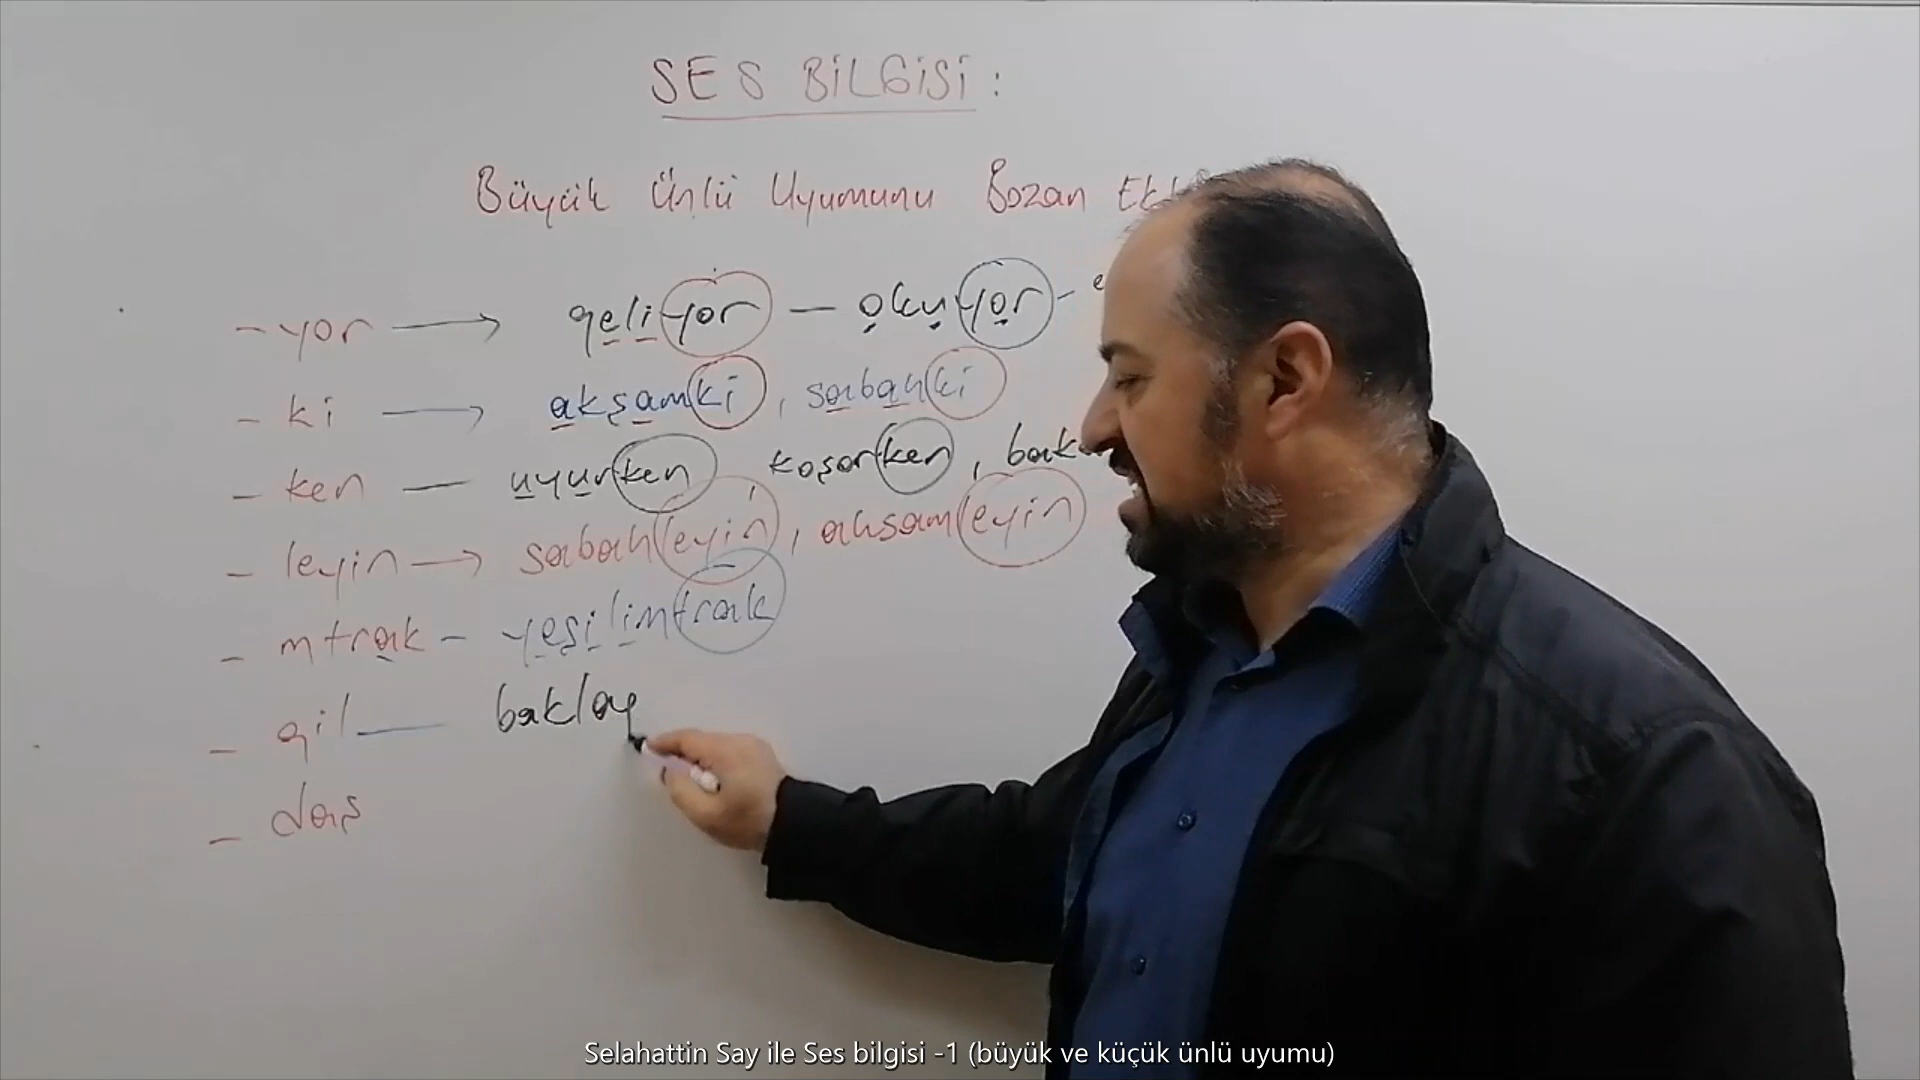 SES BİLGİSİ :
Büyük Ünlü Uyumunu Bozan
- yor → geliyor — okuyor -
- ki → akşamki , sabahki
- ken — uyurken , koşarken ,
- leyin → sabahleyin , akşamleyin
- mtrak - yeşilimtrak
- gil — baklag
- daş
Selahattin Say ile Ses bilgisi -1 (büyük ve küçük ünlü uyumu)